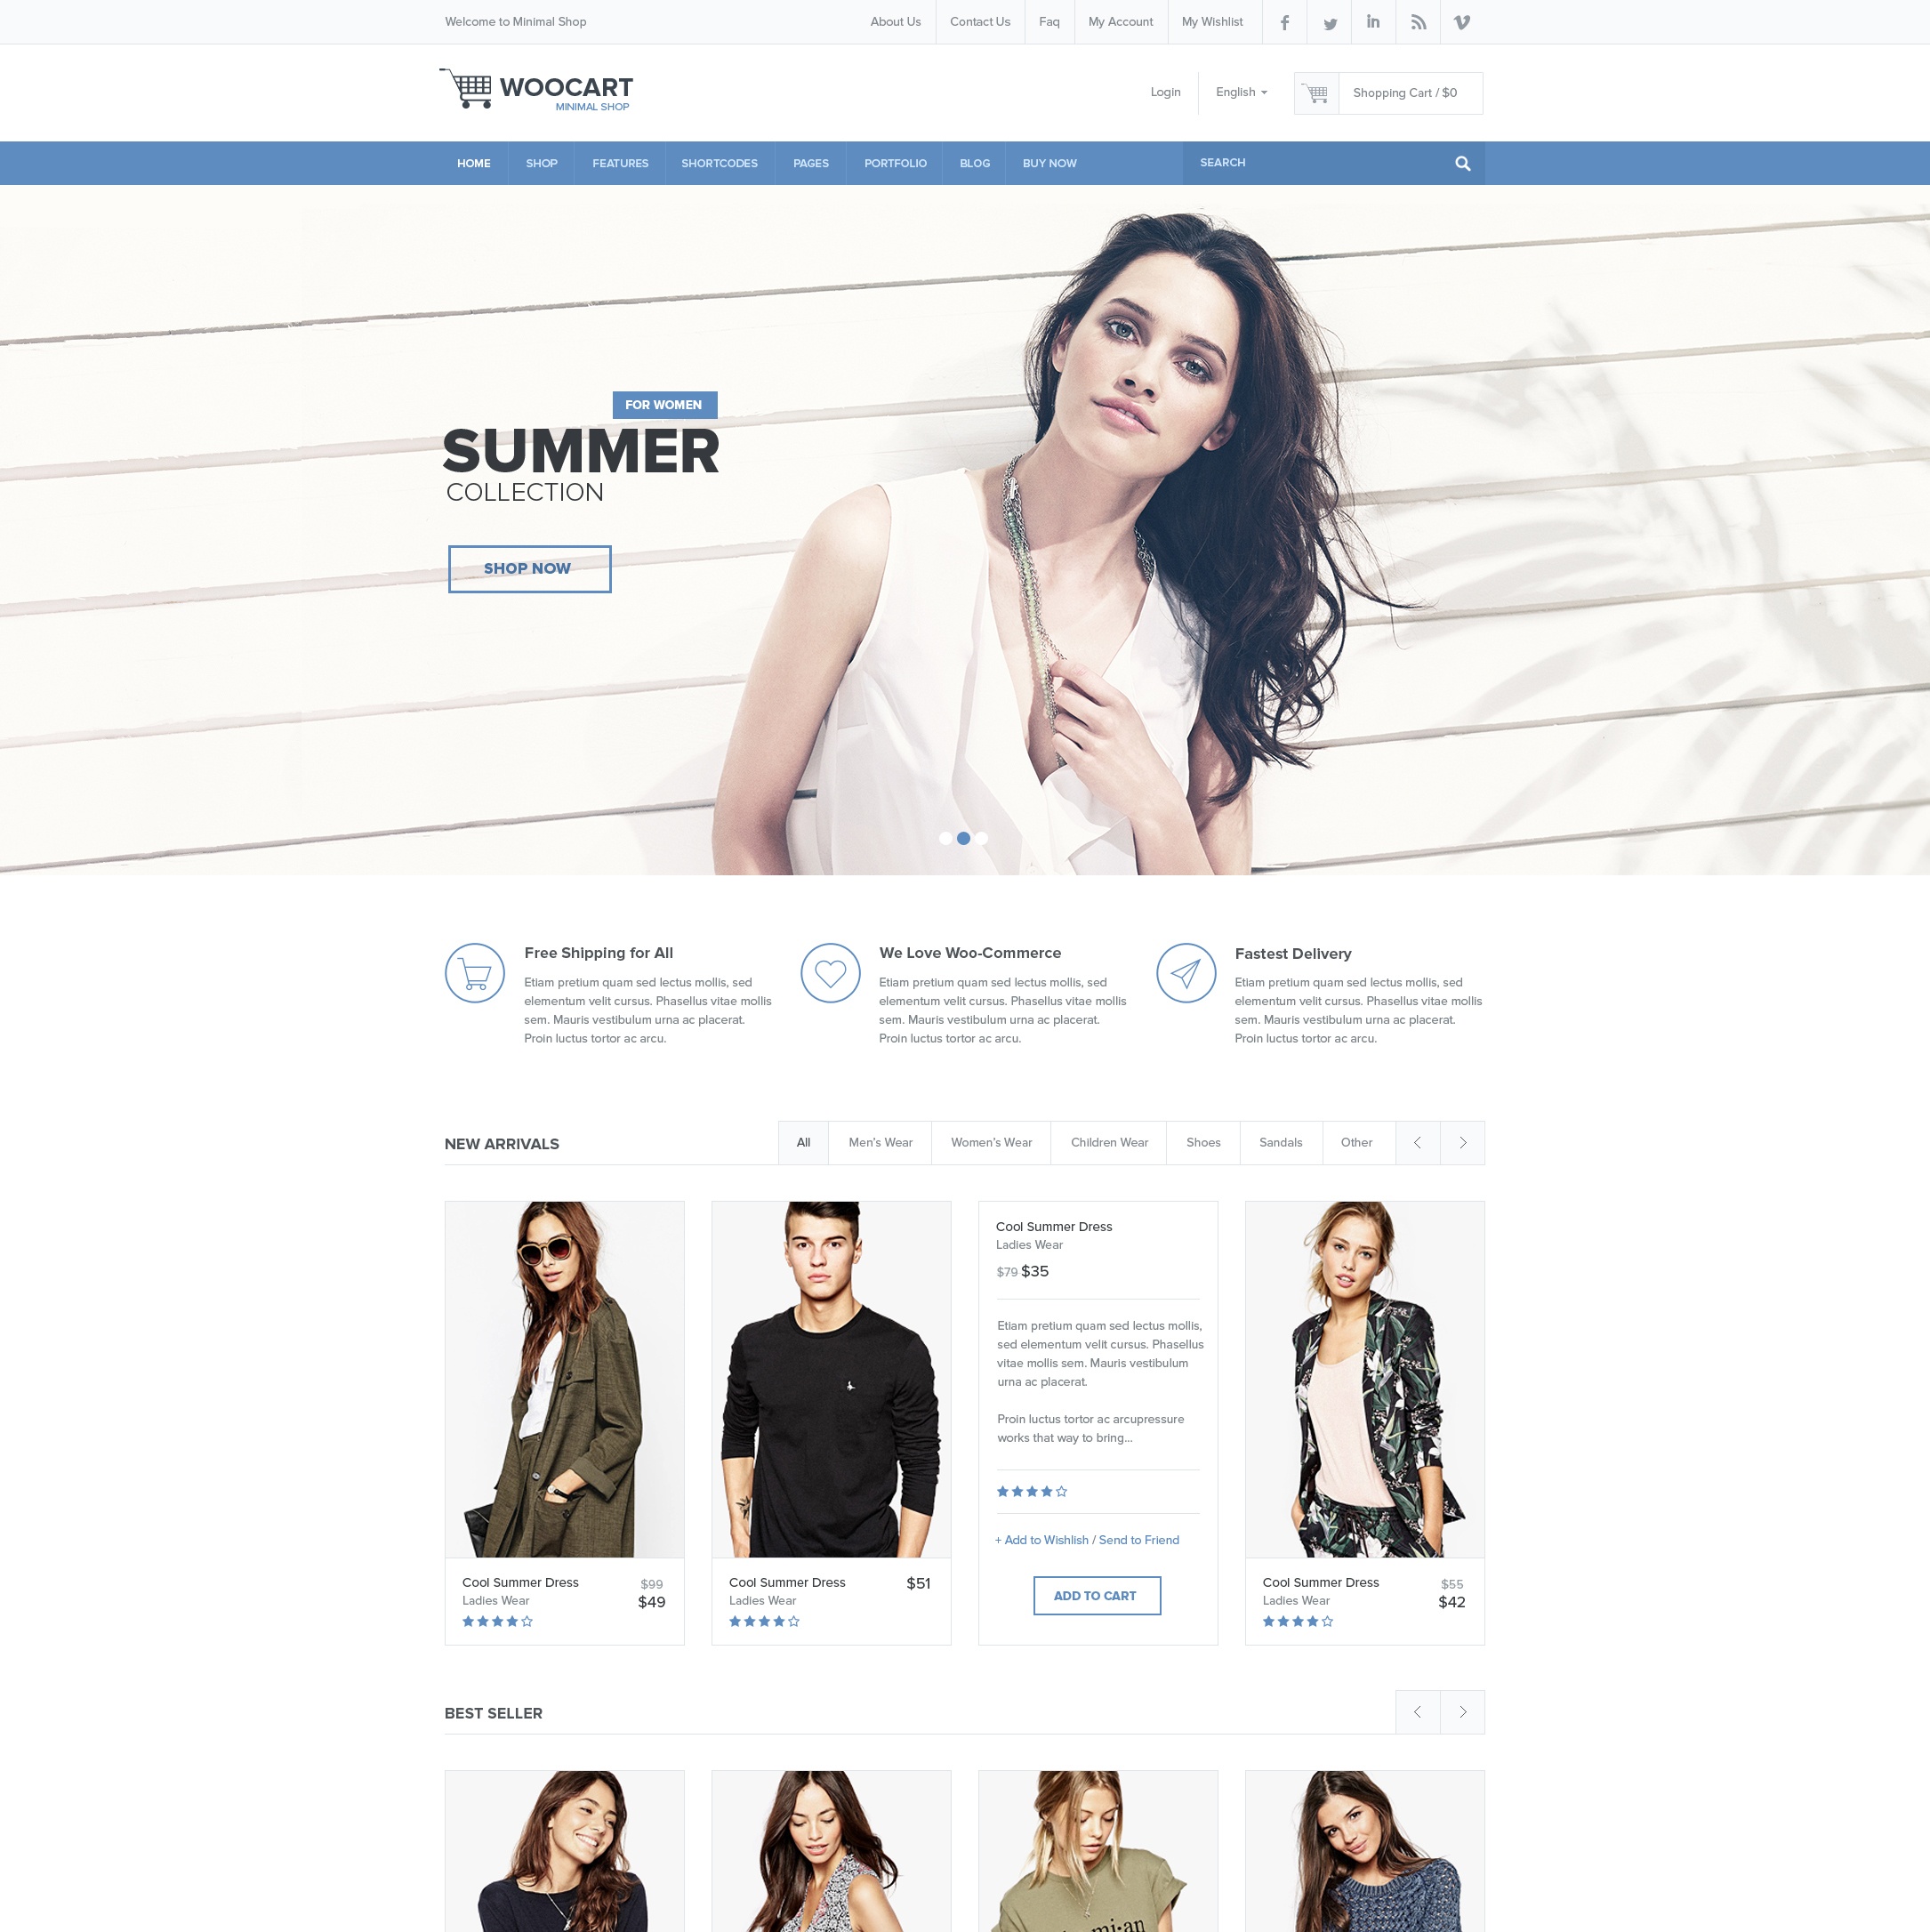 Welcome to Minimal Shop
About Us
Contact Us
Faq
My Account
My Wishlist
WOOCART
MINIMAL SHOP
Login
English
Shopping Cart / $0
HOME
SHOP
FEATURES
SHORTCODES
PAGES
PORTFOLIO
BLOG
BUY NOW
SEARCH
FOR WOMEN
SUMMER
COLLECTION
SHOP NOW
Free Shipping for All
Etiam pretium quam sed lectus mollis, sed
elementum velit cursus. Phasellus vitae mollis
sem. Mauris vestibulum urna ac placerat.
Proin luctus tortor ac arcu.
We Love Woo-Commerce
Etiam pretium quam sed lectus mollis, sed
elementum velit cursus. Phasellus vitae mollis
sem. Mauris vestibulum urna ac placerat.
Proin luctus tortor ac arcu.
Fastest Delivery
Etiam pretium quam sed lectus mollis, sed
elementum velit cursus. Phasellus vitae mollis
sem. Mauris vestibulum urna ac placerat.
Proin luctus tortor ac arcu.
NEW ARRIVALS
All
Men's Wear
Women's Wear
Children Wear
Shoes
Sandals
Other
Cool Summer Dress
Ladies Wear
$99
$49
Cool Summer Dress
Ladies Wear
$51
Cool Summer Dress
Ladies Wear
$79 $35
Etiam pretium quam sed lectus mollis,
sed elementum velit cursus. Phasellus
vitae mollis sem. Mauris vestibulum
urna ac placerat.
Proin luctus tortor ac arcupressure
works that way to bring...
+ Add to Wishlish / Send to Friend
ADD TO CART
Cool Summer Dress
Ladies Wear
$55
$42
BEST SELLER